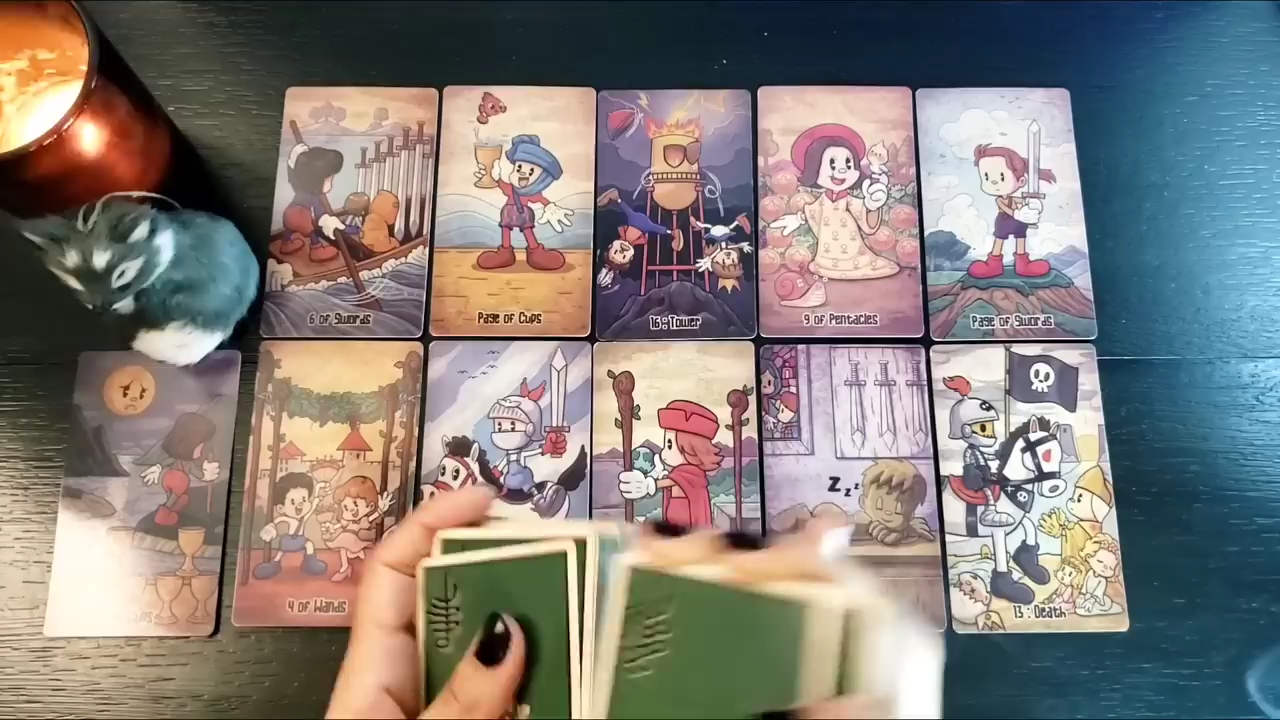 6 of Swords
Page of Cups
16 : Tower
9 of Pentacles
Page of Swords
Z z z
4 of Wands
13 : Death